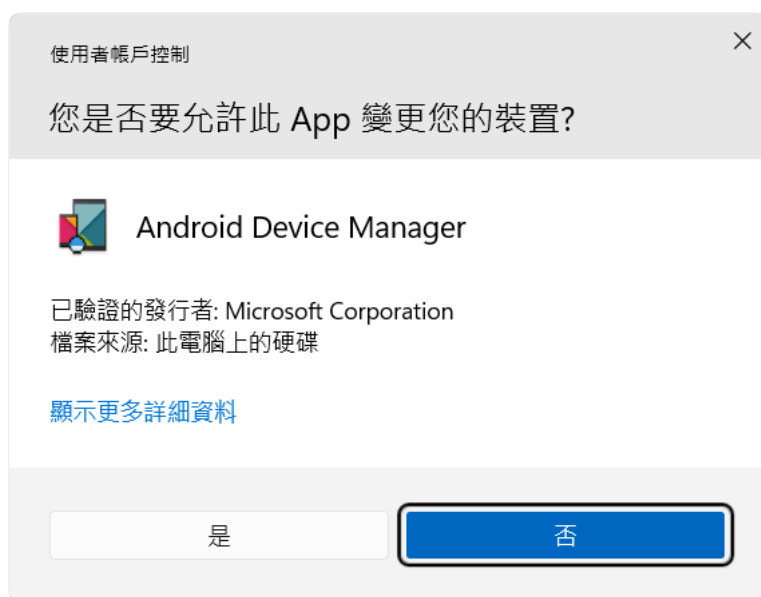 使用者帳戶控制
您是否要允許此 App 變更您的裝置?
Android Device Manager
已驗證的發行者: Microsoft Corporation
檔案來源: 此電腦上的硬碟
顯示更多詳細資料
是
否